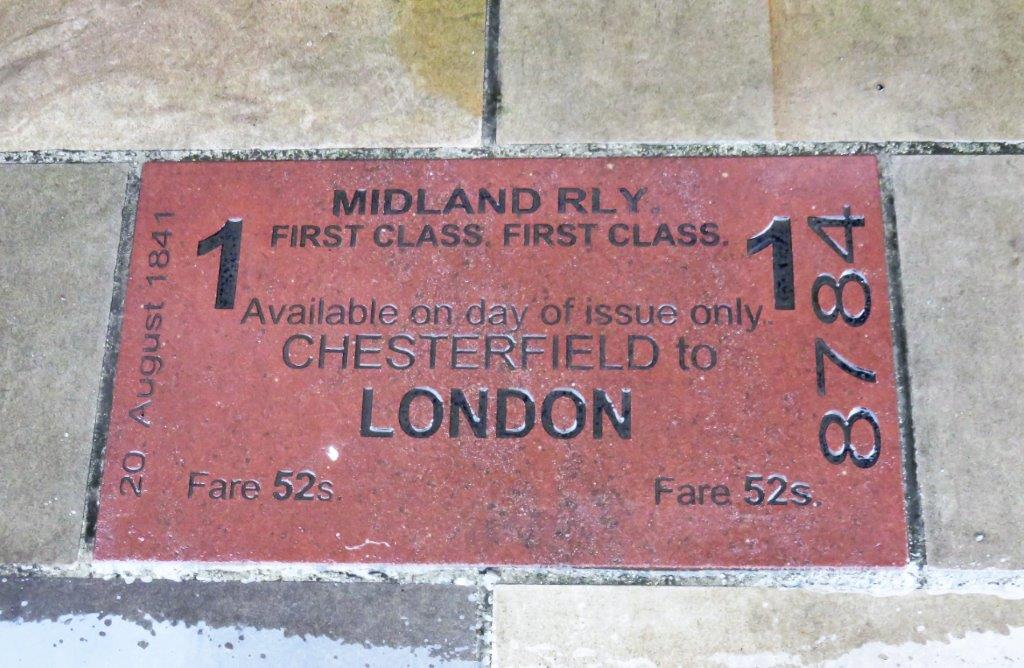 20 August 1841
MIDLAND RLY.
FIRST CLASS. FIRST CLASS.
1 1
Available on day of issue only.
CHESTERFIELD to
LONDON
Fare 52s. Fare 52s.
8784